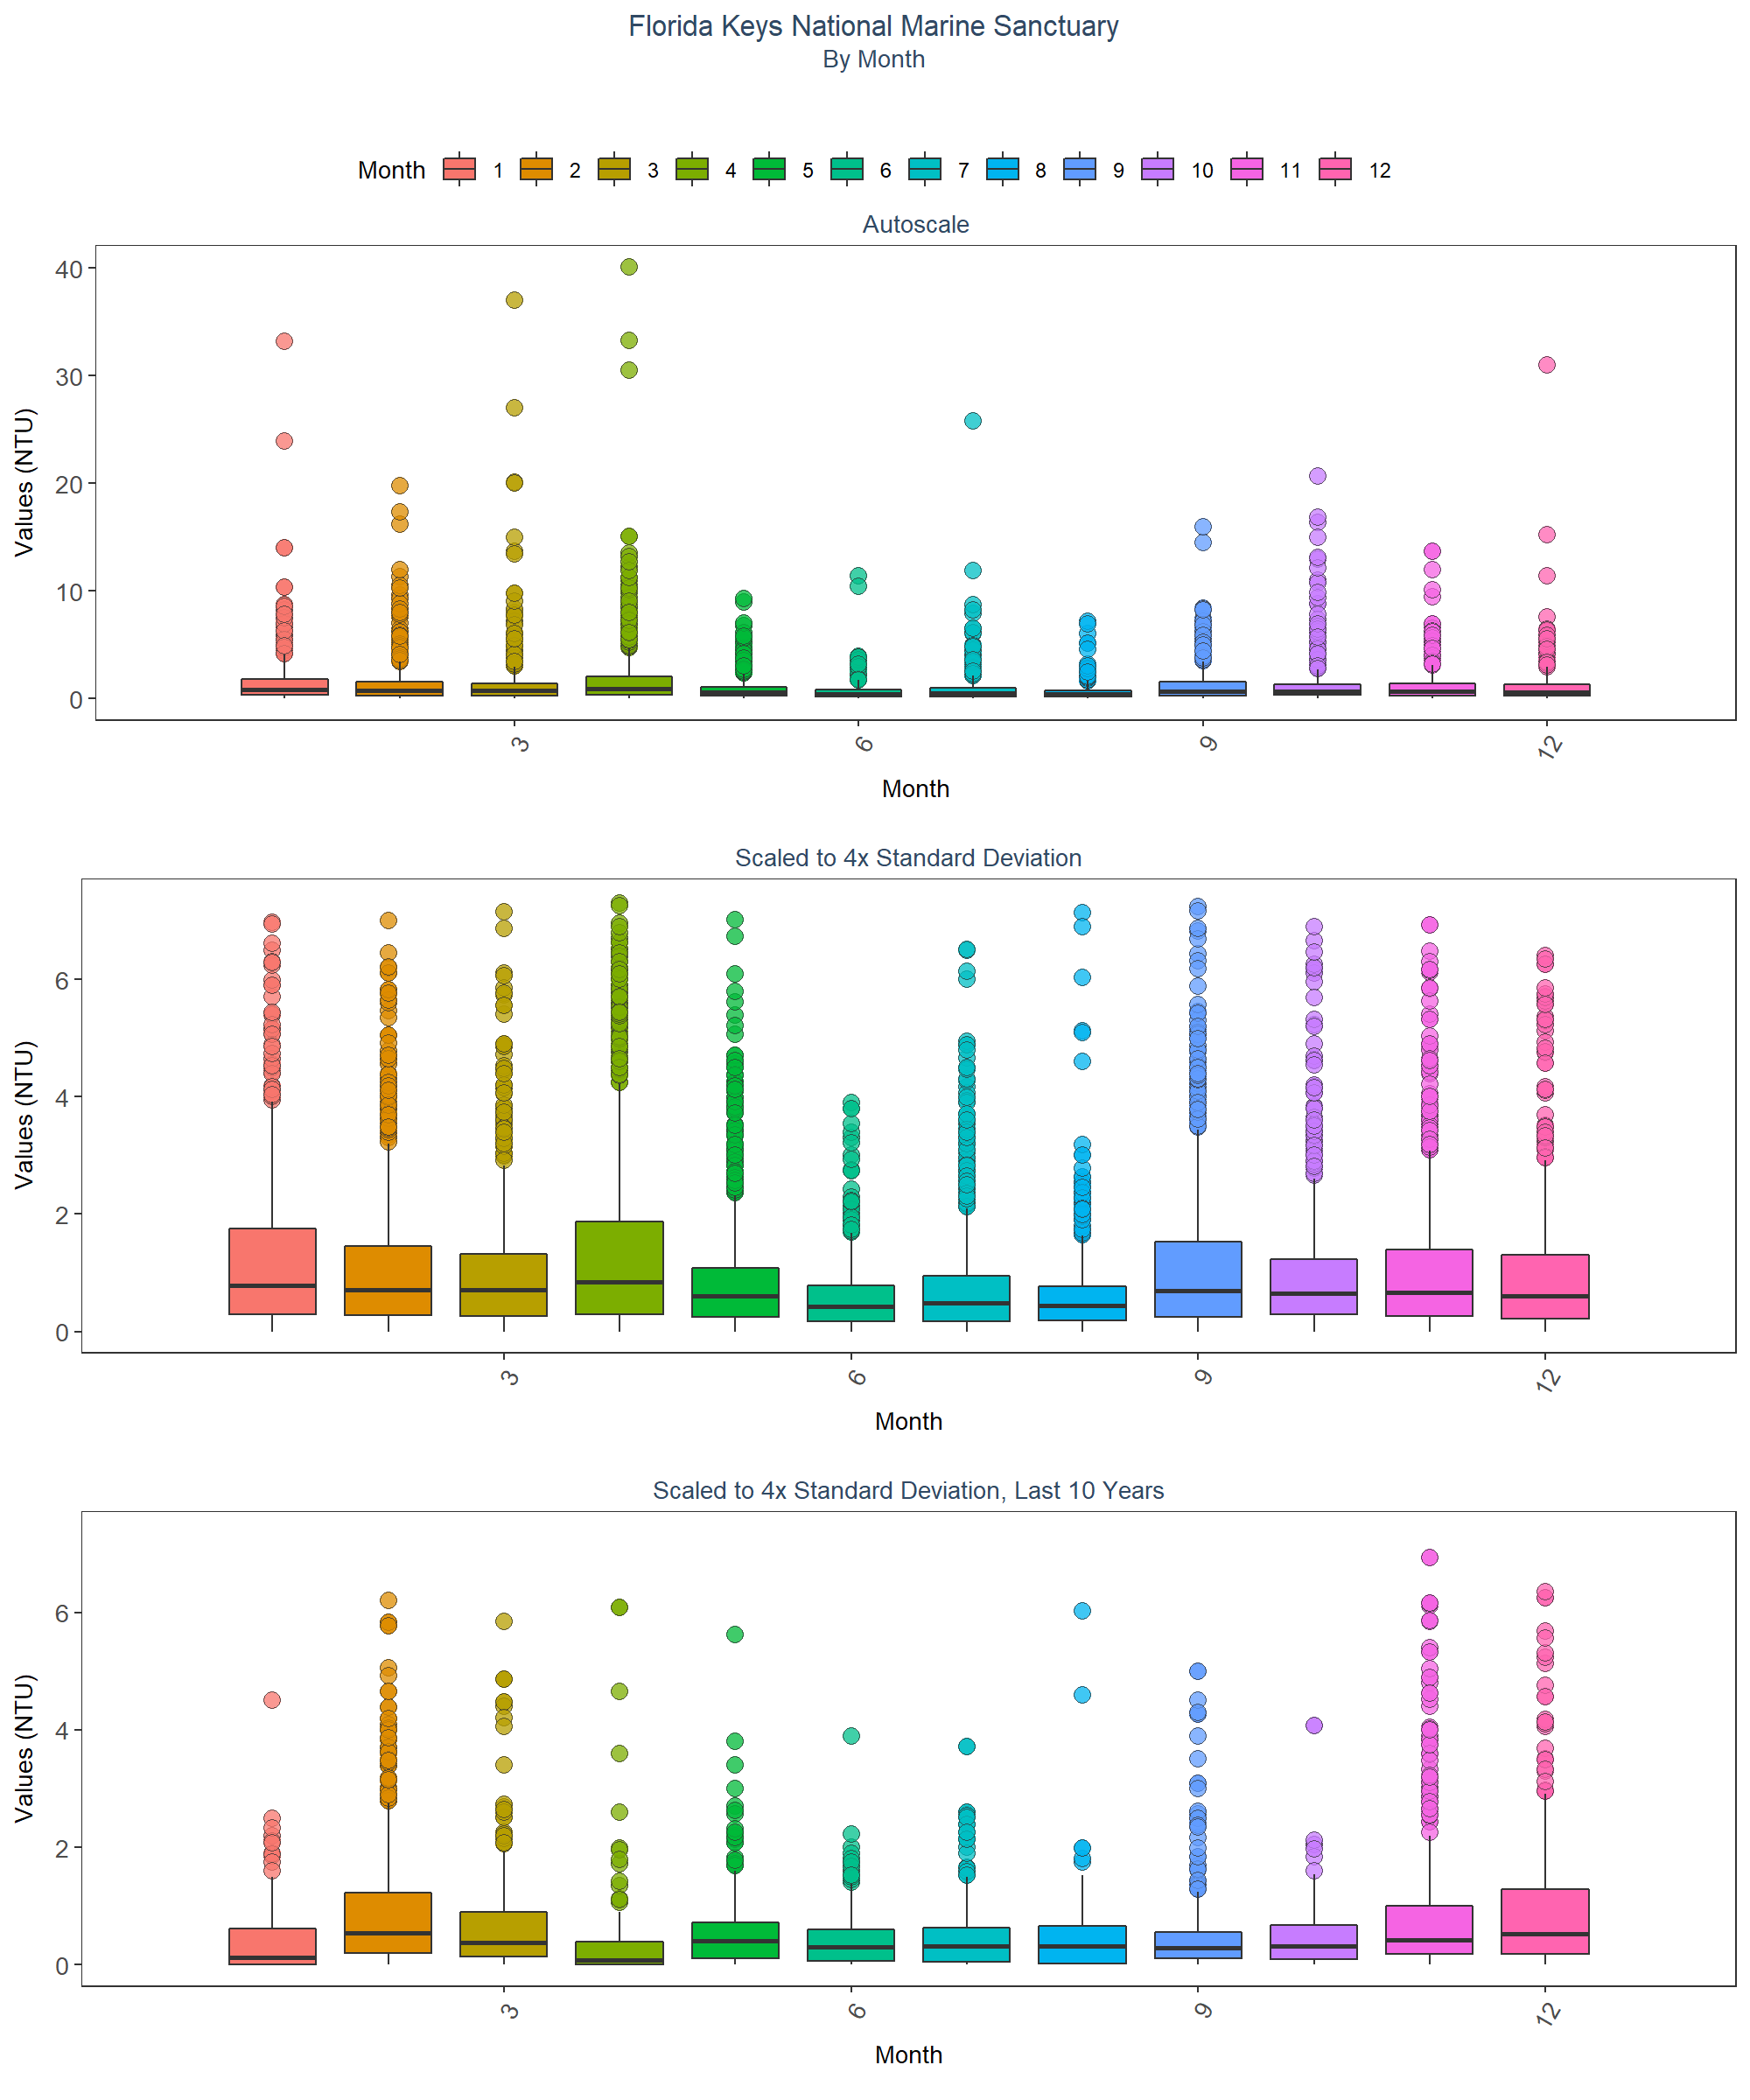 Florida Keys National Marine Sanctuary
By Month
Month 1 2 3 4 5 6 7 8 9 10 11 12
Autoscale
Values (NTU)
40
30
20
10
0
3 6 9 12
Month
Scaled to 4x Standard Deviation
Values (NTU)
6
4
2
0
3 6 9 12
Month
Scaled to 4x Standard Deviation, Last 10 Years
Values (NTU)
6
4
2
0
3 6 9 12
Month